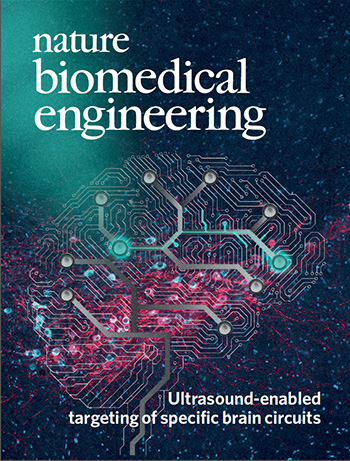 nature
biomedical
engineering
Ultrasound-enabled
targeting of specific brain circuits